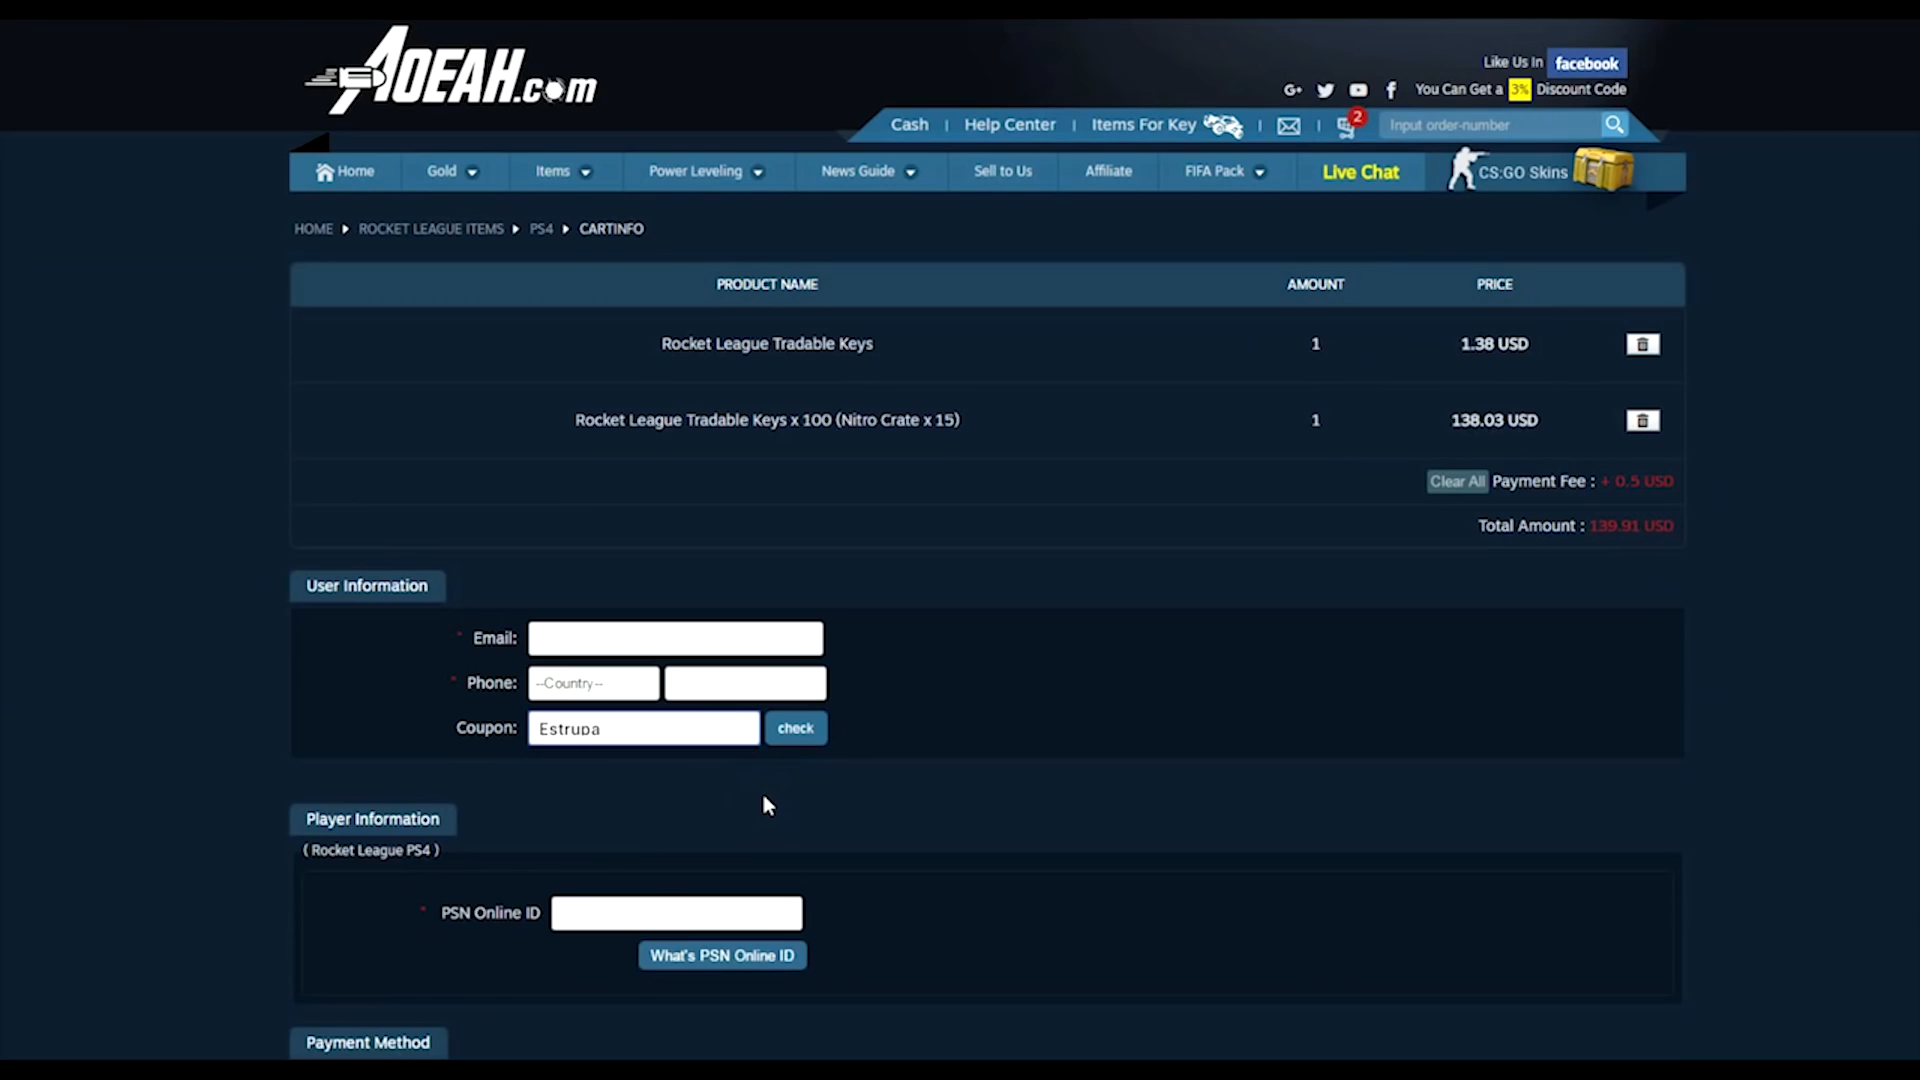 AOEAH.com
Like Us In facebook
G+ You Can Get a 3% Discount Code
Cash | Help Center | Items For Key | | 2 Input order-number
Home Gold Items Power Leveling News Guide Sell to Us Affiliate FIFA Pack Live Chat CS:GO Skins
HOME ROCKET LEAGUE ITEMS PS4 CARTINFO
PRODUCT NAME AMOUNT PRICE
Rocket League Tradable Keys 1 1.38 USD
Rocket League Tradable Keys x 100 (Nitro Crate x 15) 1 138.03 USD
Clear All Payment Fee : + 0.5 USD
Total Amount : 139.91 USD
User Information
* Email:
* Phone: --Country--
Coupon: Estrupa check
Player Information
( Rocket League PS4 )
* PSN Online ID
What's PSN Online ID
Payment Method